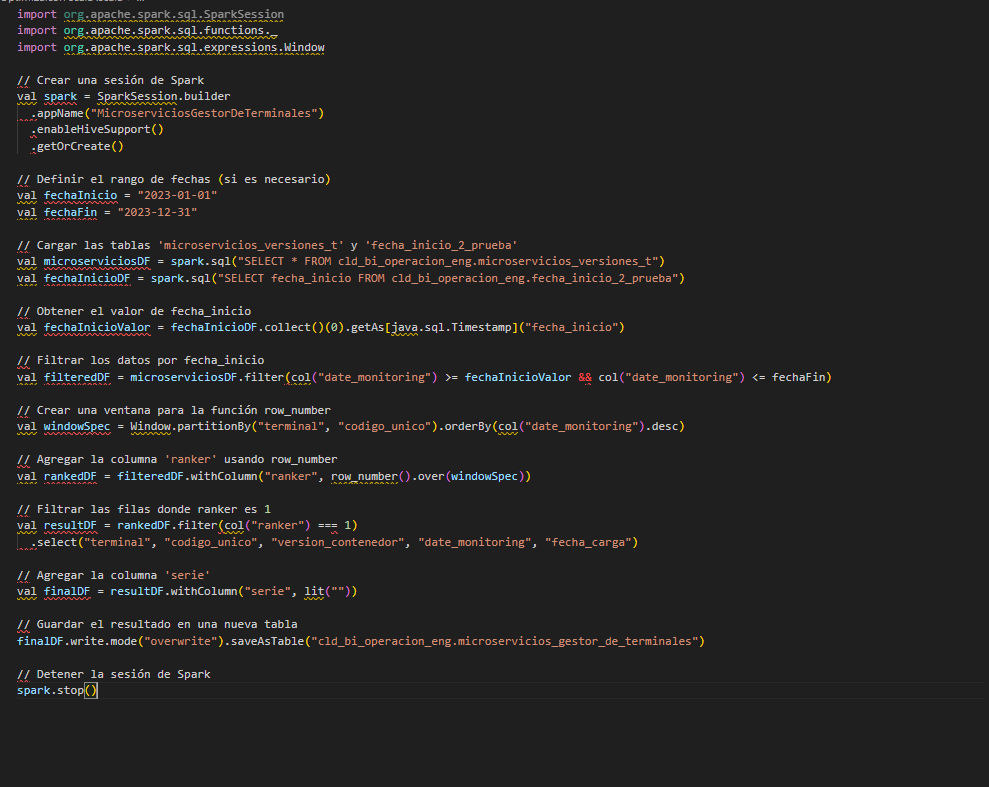 import org.apache.spark.sql.SparkSession
import org.apache.spark.sql.functions._
import org.apache.spark.sql.expressions.Window
// Crear una sesión de Spark
val spark = SparkSession.builder
.appName("MicroserviciosGestorDeTerminales")
.enableHiveSupport()
.getOrCreate()
// Definir el rango de fechas (si es necesario)
val fechaInicio = "2023-01-01"
val fechaFin = "2023-12-31"
// Cargar las tablas 'microservicios_versiones_t' y 'fecha_inicio_2_prueba'
val microserviciosDF = spark.sql("SELECT * FROM cld_bi_operacion_eng.microservicios_versiones_t")
val fechaInicioDF = spark.sql("SELECT fecha_inicio FROM cld_bi_operacion_eng.fecha_inicio_2_prueba")
// Obtener el valor de fecha_inicio
val fechaInicioValor = fechaInicioDF.collect()(0).getAs[java.sql.Timestamp]("fecha_inicio")
// Filtrar los datos por fecha_inicio
val filteredDF = microserviciosDF.filter(col("date_monitoring") >= fechaInicioValor && col("date_monitoring") <= fechaFin)
// Crear una ventana para la función row_number
val windowSpec = Window.partitionBy("terminal", "codigo_unico").orderBy(col("date_monitoring").desc)
// Agregar la columna 'ranker' usando row_number
val rankedDF = filteredDF.withColumn("ranker", row_number().over(windowSpec))
// Filtrar las filas donde ranker es 1
val resultDF = rankedDF.filter(col("ranker") === 1)
.select("terminal", "codigo_unico", "version_contenedor", "date_monitoring", "fecha_carga")
// Agregar la columna 'serie'
val finalDF = resultDF.withColumn("serie", lit(""))
// Guardar el resultado en una nueva tabla
finalDF.write.mode("overwrite").saveAsTable("cld_bi_operacion_eng.microservicios_gestor_de_terminales")
// Detener la sesión de Spark
spark.stop()